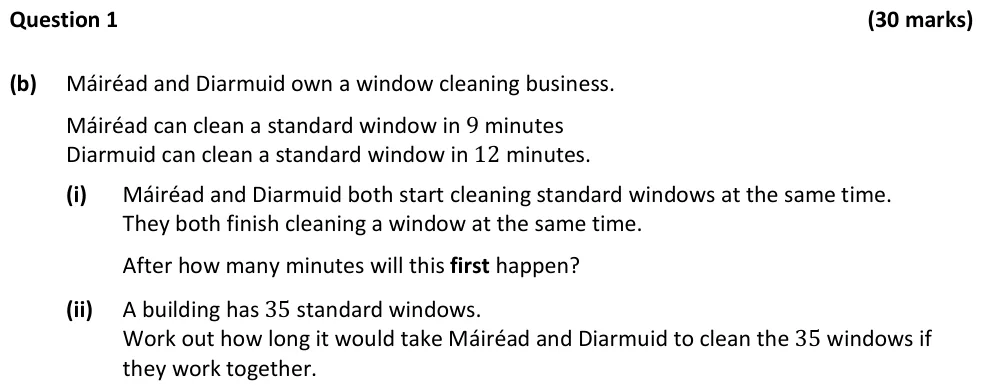 Question 1 (30 marks)
(b) Máiréad and Diarmuid own a window cleaning business.
Máiréad can clean a standard window in 9 minutes
Diarmuid can clean a standard window in 12 minutes.
(i) Máiréad and Diarmuid both start cleaning standard windows at the same time.
They both finish cleaning a window at the same time.
After how many minutes will this first happen?
(ii) A building has 35 standard windows.
Work out how long it would take Máiréad and Diarmuid to clean the 35 windows if
they work together.